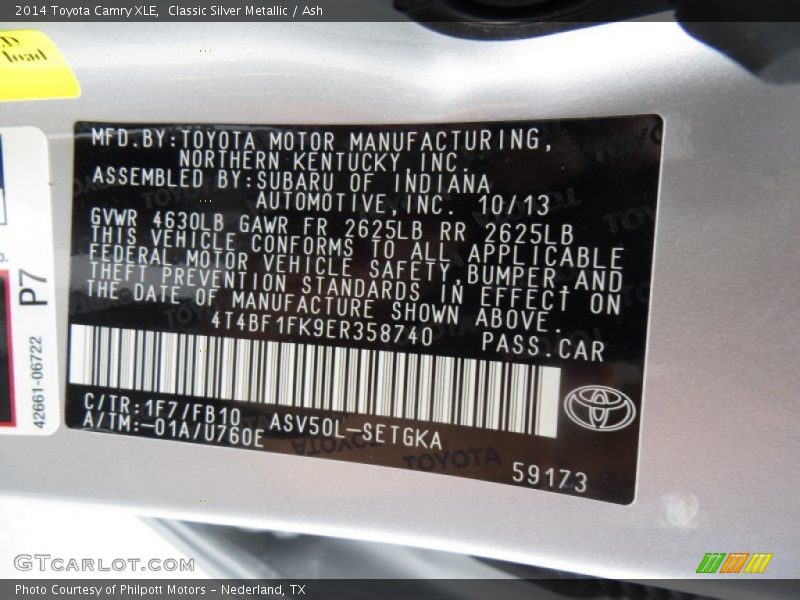 2014 Toyota Camry XLE,  Classic Silver Metallic / Ash
load
MFD.BY:TOYOTA MOTOR MANUFACTURING,
NORTHERN KENTUCKY,INC.
ASSEMBLED BY:SUBARU OF INDIANA
AUTOMOTIVE,INC. 10/13
GVWR 4630LB GAWR FR 2625LB RR 2625LB
THIS VEHICLE CONFORMS TO ALL APPLICABLE
FEDERAL MOTOR VEHICLE SAFETY,BUMPER,AND
THEFT PREVENTION STANDARDS IN EFFECT ON
THE DATE OF MANUFACTURE SHOWN ABOVE.
4T4BF1FK9ER358740 PASS.CAR
C/TR:1F7/FB10 ASV50L-SETGKA
A/TM:-01A/U760E
59173
TOYOTA
P7
42661-06722
GTCARLOT.COM
Photo Courtesy of Philpott Motors – Nederland, TX